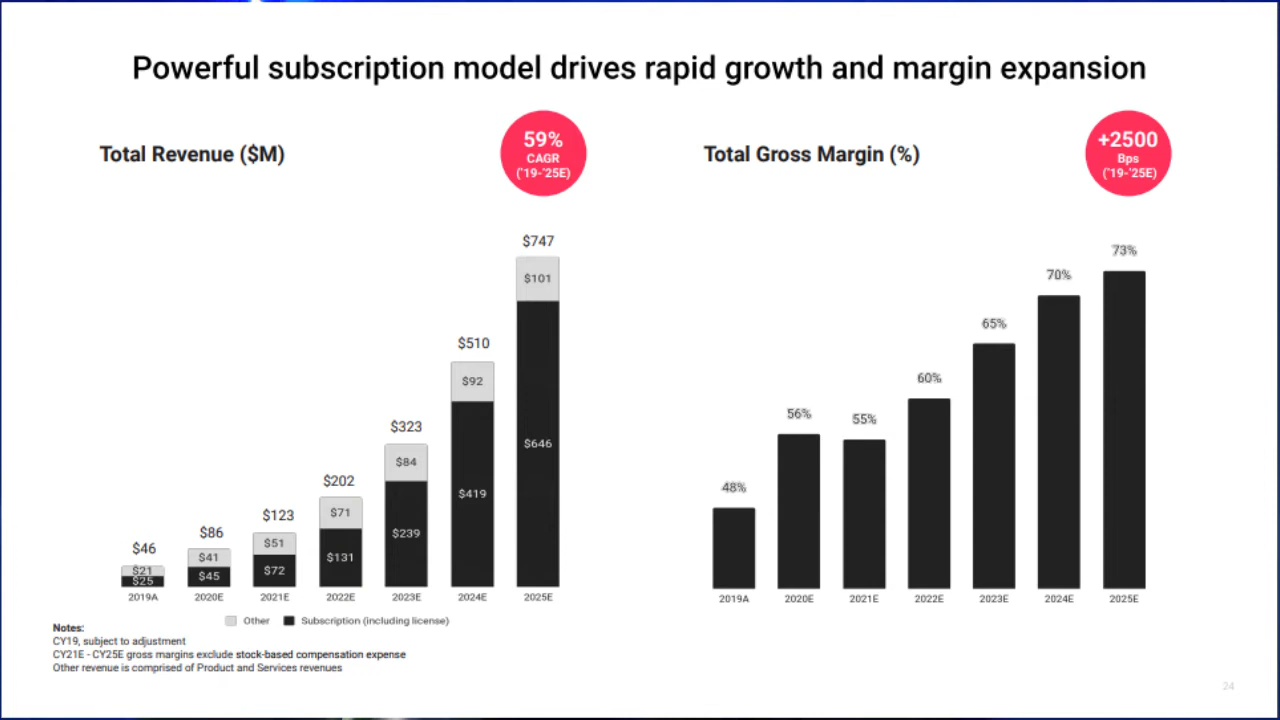 Powerful subscription model drives rapid growth and margin expansion
Total Revenue ($M)
59%
CAGR
('19-'25E)
$747
$101
$510
$92
$646
$323
$84
$419
$202
$71
$239
$123
$51
$131
$86
$41
$72
$46
$45
$21
$25
2019A 2020E 2021E 2022E 2023E 2024E 2025E
Other Subscription (including license)
Total Gross Margin (%)
+2500
Bps
('19-'25E)
48% 56% 55% 60% 65% 70% 73%
2019A 2020E 2021E 2022E 2023E 2024E 2025E
Notes:
CY19, subject to adjustment
CY21E - CY25E gross margins exclude stock-based compensation expense
Other revenue is comprised of Product and Services revenues
24